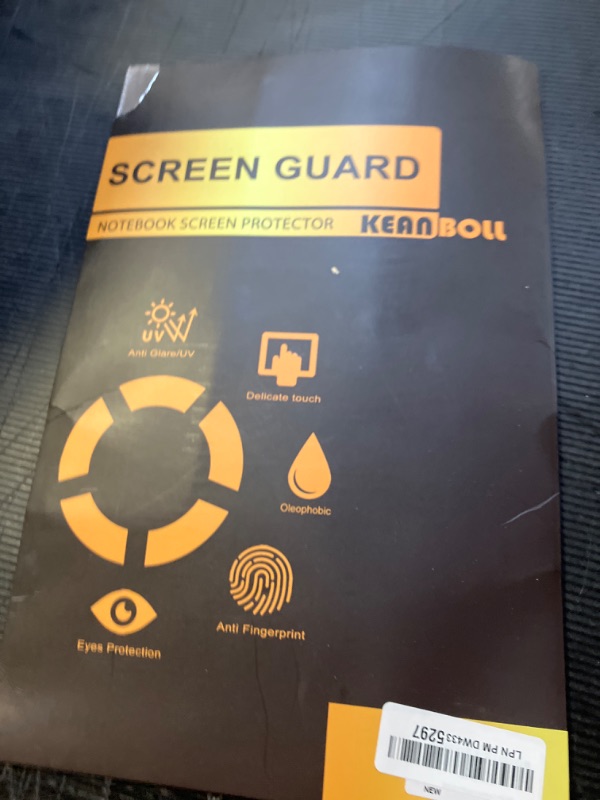 SCREEN GUARD
NOTEBOOK SCREEN PROTECTOR KEANBOLL
UV
Anti Glare/UV
Delicate touch
Oleophobic
Anti Fingerprint
Eyes Protection
LPN PM DW4335297
NEW